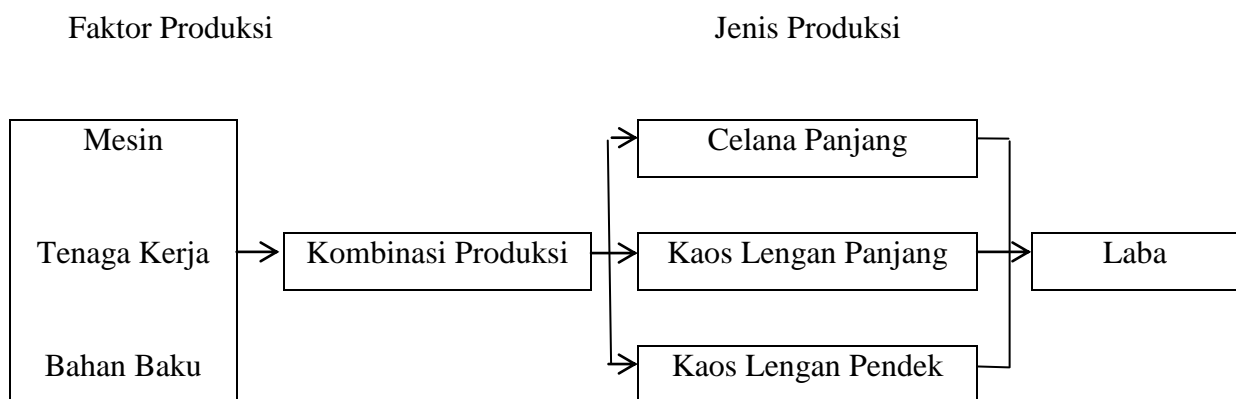 Faktor Produksi
Jenis Produksi
Mesin
Tenaga Kerja
Bahan Baku
Kombinasi Produksi
Celana Panjang
Kaos Lengan Panjang
Kaos Lengan Pendek
Laba